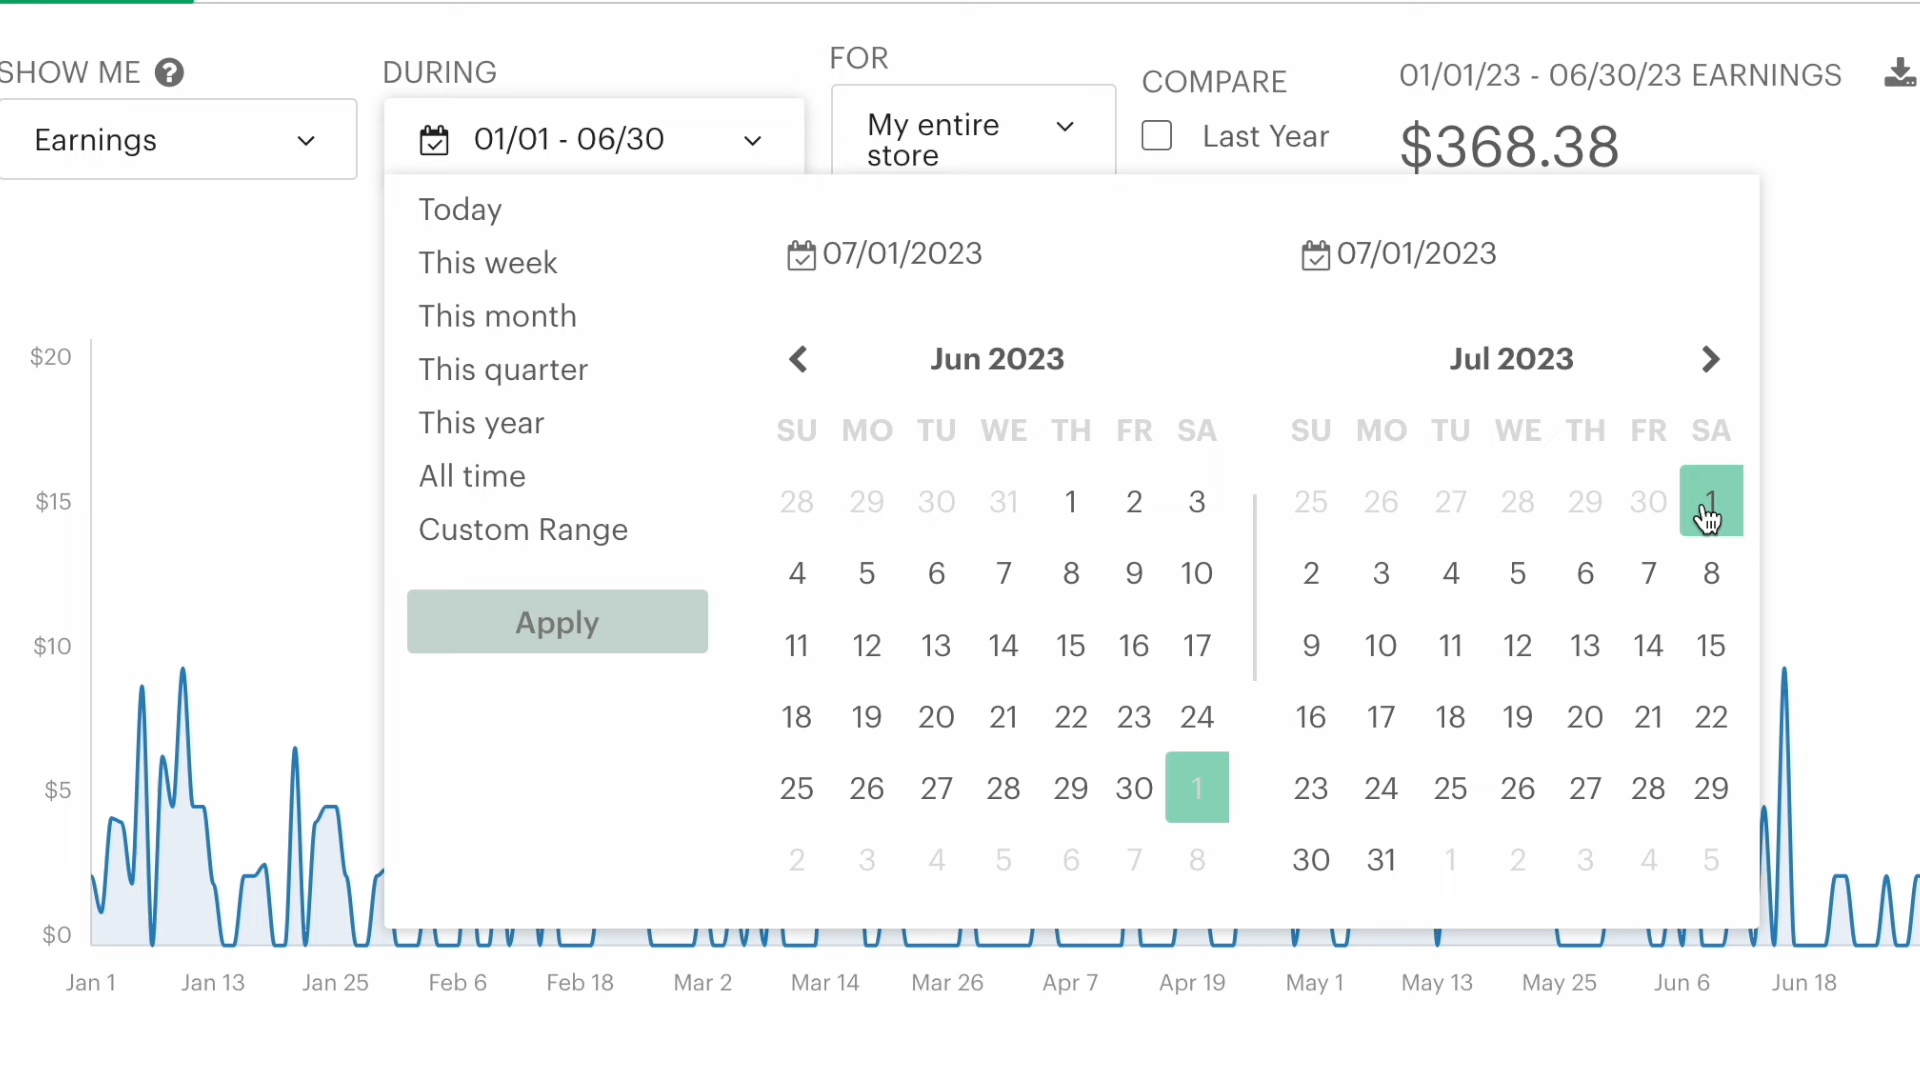 SHOW ME ?
DURING
FOR
COMPARE
01/01/23 - 06/30/23 EARNINGS
Earnings
01/01 - 06/30
My entire
store
Last Year
$368.38
Today
This week
This month
This quarter
This year
All time
Custom Range
Apply
07/01/2023
07/01/2023
Jun 2023
SU MO TU WE TH FR SA
28 29 30 31 1 2 3
4 5 6 7 8 9 10
11 12 13 14 15 16 17
18 19 20 21 22 23 24
25 26 27 28 29 30 1
2 3 4 5 6 7 8
Jul 2023
SU MO TU WE TH FR SA
25 26 27 28 29 30 1
2 3 4 5 6 7 8
9 10 11 12 13 14 15
16 17 18 19 20 21 22
23 24 25 26 27 28 29
30 31 1 2 3 4 5
$20
$15
$10
$5
$0
Jan 1 Jan 13 Jan 25 Feb 6 Feb 18 Mar 2 Mar 14 Mar 26 Apr 7 Apr 19 May 1 May 13 May 25 Jun 6 Jun 18